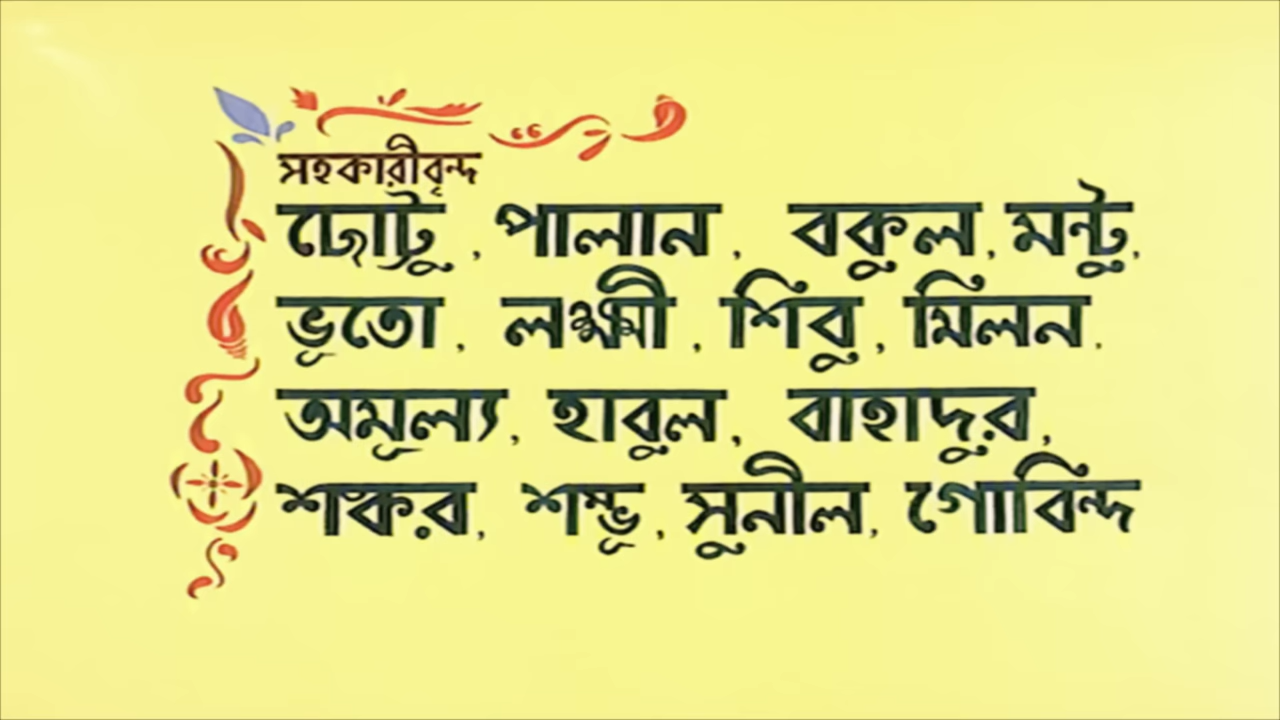 সহকারীবৃন্দ
ছোট্টু, পালান, বকুল, মন্টু,
ভূতো, লক্ষ্মী, শিবু, মিলন.
অমূল্য, হাবুল, বাহাদুর,
শঙ্কর, শম্ভূ, সুনীল, গোবিন্দ